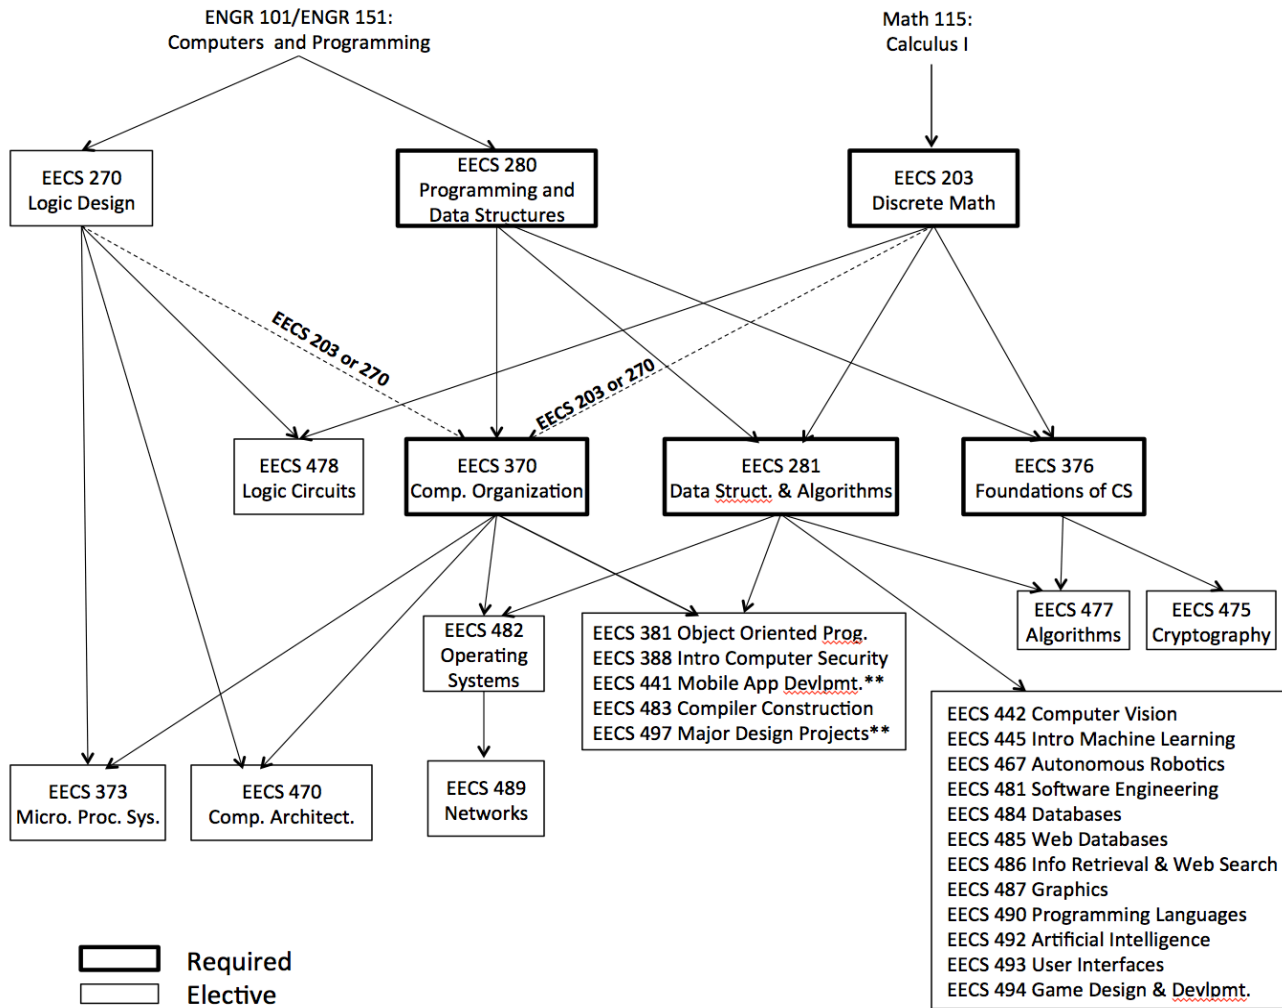 ENGR 101/ENGR 151:
Computers and Programming
Math 115:
Calculus I
EECS 270
Logic Design
EECS 280
Programming and
Data Structures
EECS 203
Discrete Math
EECS 203 or 270
EECS 203 or 270
EECS 478
Logic Circuits
EECS 370
Comp. Organization
EECS 281
Data Struct. & Algorithms
EECS 376
Foundations of CS
EECS 482
Operating
Systems
EECS 381 Object Oriented Prog.
EECS 388 Intro Computer Security
EECS 441 Mobile App Devlpmt.**
EECS 483 Compiler Construction
EECS 497 Major Design Projects**
EECS 477
Algorithms
EECS 475
Cryptography
EECS 373
Micro. Proc. Sys.
EECS 470
Comp. Architect.
EECS 489
Networks
EECS 442 Computer Vision
EECS 445 Intro Machine Learning
EECS 467 Autonomous Robotics
EECS 481 Software Engineering
EECS 484 Databases
EECS 485 Web Databases
EECS 486 Info Retrieval & Web Search
EECS 487 Graphics
EECS 490 Programming Languages
EECS 492 Artificial Intelligence
EECS 493 User Interfaces
EECS 494 Game Design & Devlpmt.
Required
Elective